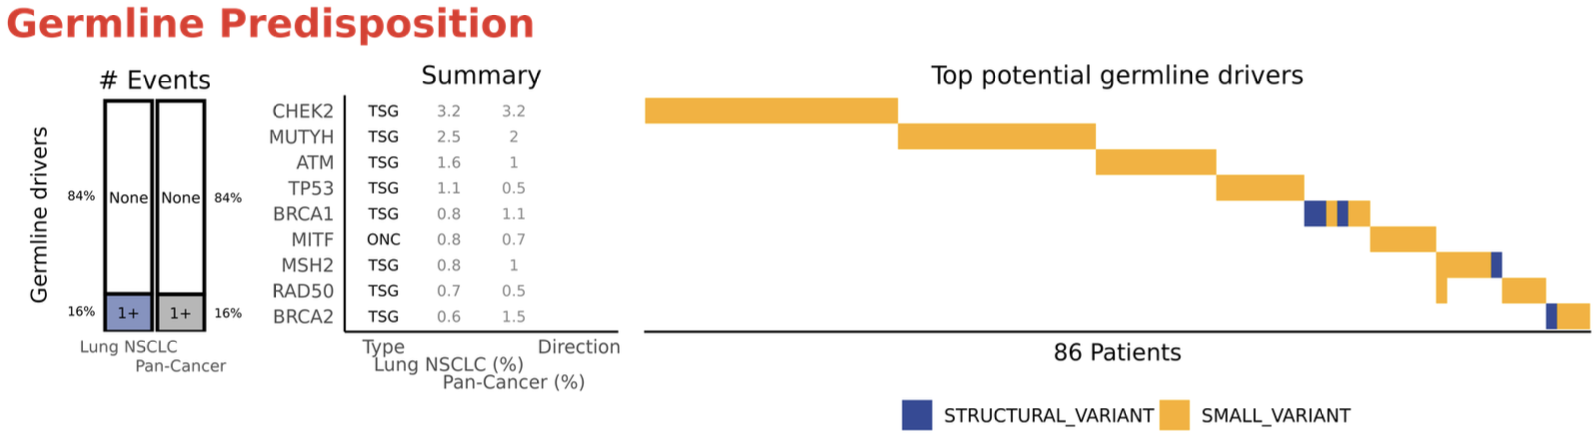 Germline Predisposition
# Events
Summary
Top potential germline drivers
Germline drivers
84%
None
None
84%
16%
1+
1+
16%
Lung NSCLC
Pan-Cancer
CHEK2 TSG 3.2 3.2
MUTYH TSG 2.5 2
ATM TSG 1.6 1
TP53 TSG 1.1 0.5
BRCA1 TSG 0.8 1.1
MITF ONC 0.8 0.7
MSH2 TSG 0.8 1
RAD50 TSG 0.7 0.5
BRCA2 TSG 0.6 1.5
Type
Direction
Lung NSCLC (%)
Pan-Cancer (%)
86 Patients
STRUCTURAL_VARIANT
SMALL_VARIANT